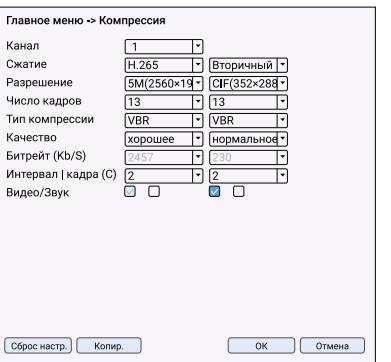 Главное меню -> Компрессия
Канал 1
Сжатие H.265 Вторичный
Разрешение 5M(2560×19 CIF(352×288
Число кадров 13 13
Тип компрессии VBR VBR
Качество хорошее нормальное
Битрейт (Kb/S) 2457 230
Интервал | кадра (С) 2 2
Видео/Звук
Сброс настр. Копир. ОК Отмена